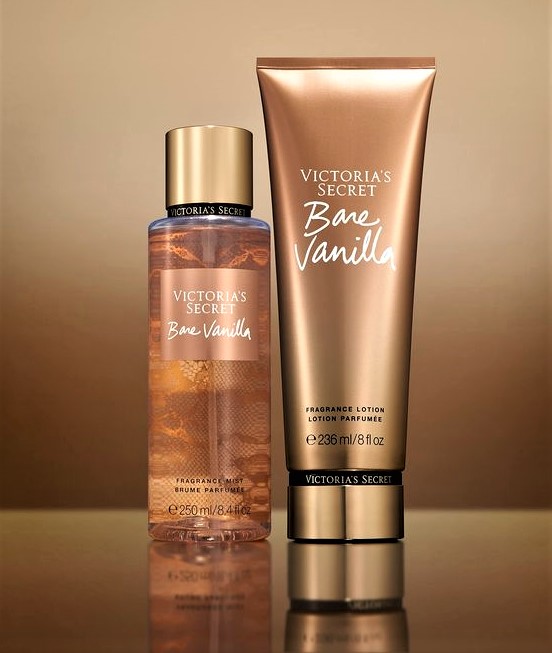 VICTORIA'S SECRET
VICTORIA'S
SECRET
Bare Vanilla
FRAGRANCE MIST
BRUME PARFUMÉE
℮ 250 ml/8.4 fl oz
VICTORIA'S
SECRET
Bare
Vanilla
FRAGRANCE LOTION
LOTION PARFUMÉE
℮ 236 ml/8 fl oz
VICTORIA'S SECRET